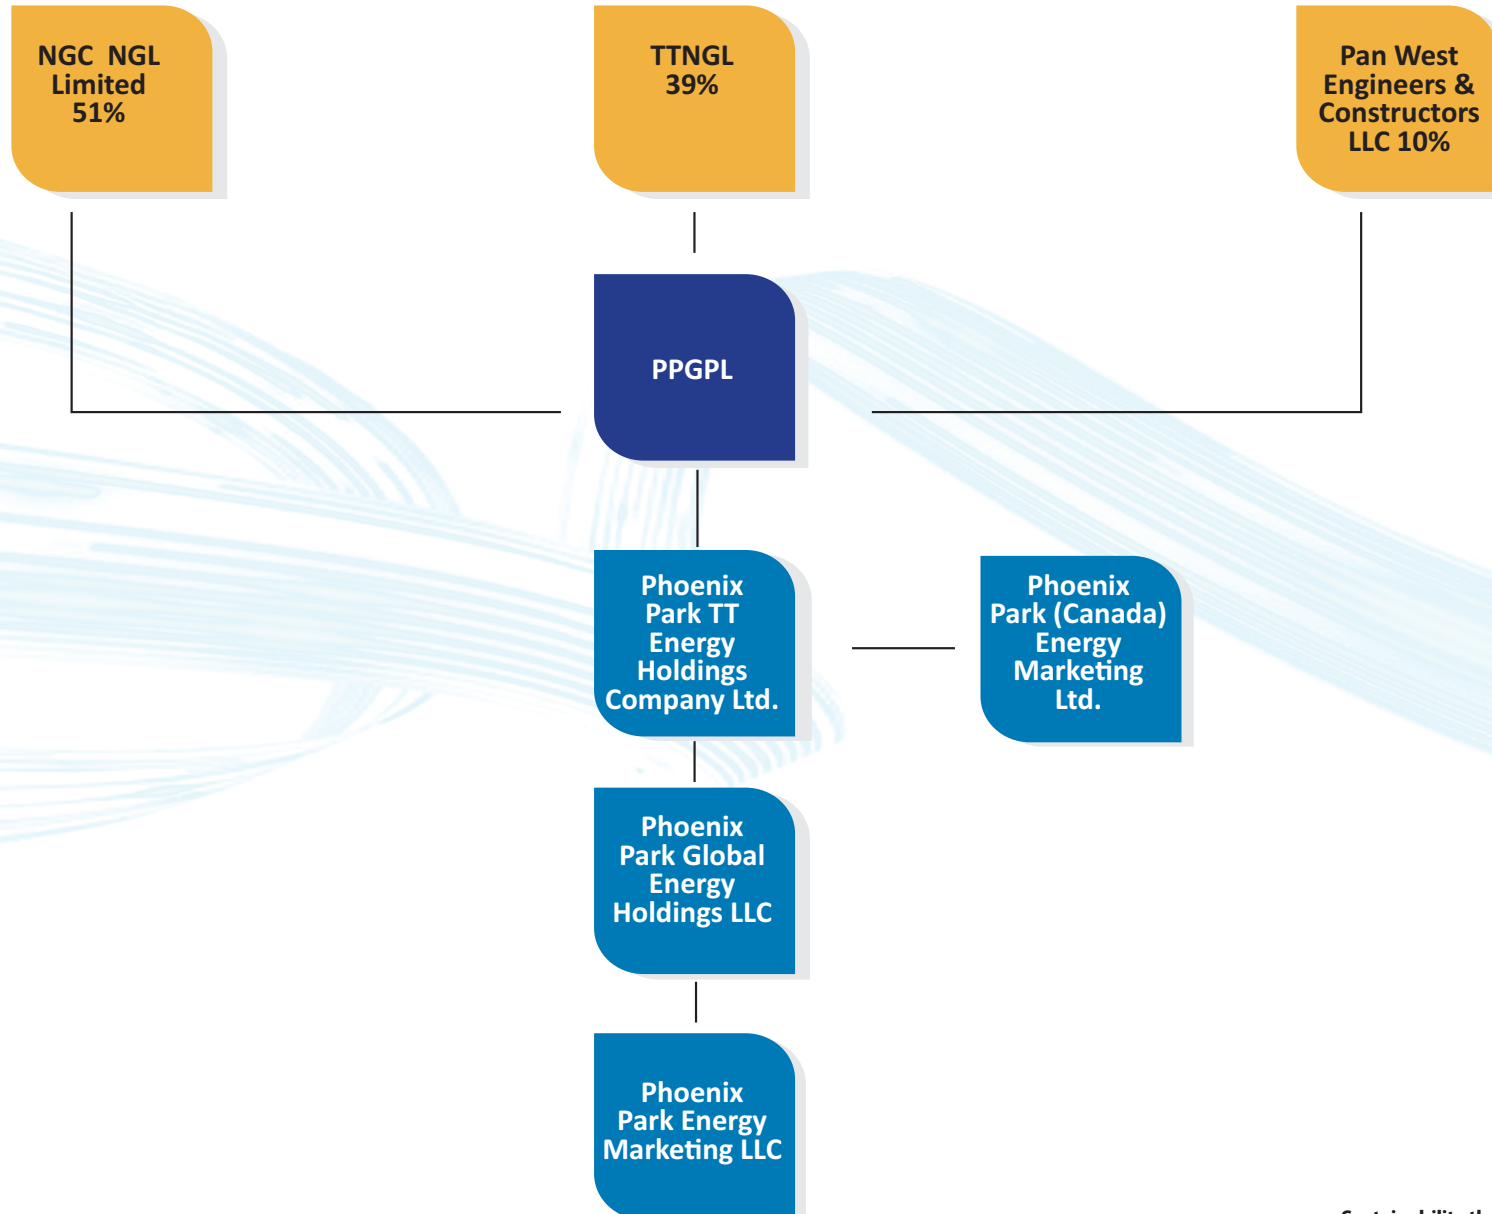 NGC NGL
Limited
51%
TTNGL
39%
Pan West
Engineers &
Constructors
LLC 10%
PPGPL
Phoenix
Park TT
Energy
Holdings
Company Ltd.
Phoenix
Park (Canada)
Energy
Marketing
Ltd.
Phoenix
Park Global
Energy
Holdings LLC
Phoenix
Park Energy
Marketing LLC